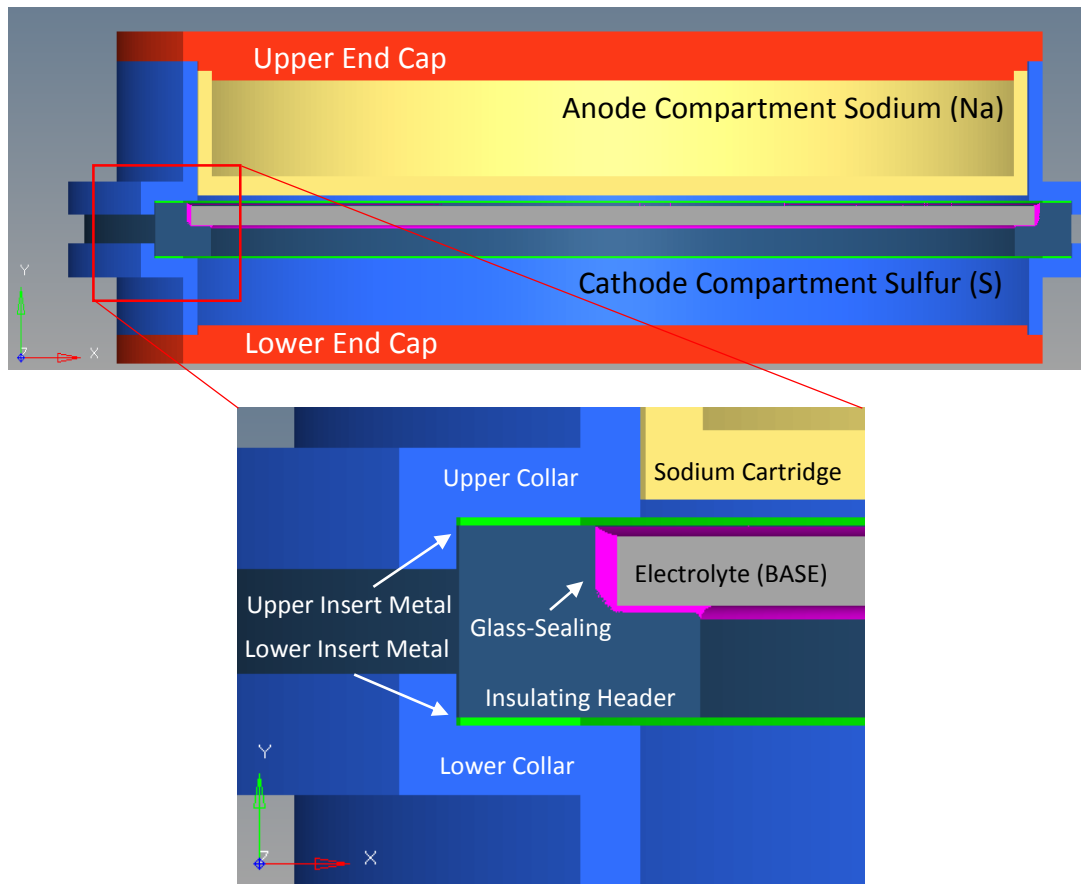 Upper End Cap
Anode Compartment Sodium (Na)
Cathode Compartment Sulfur (S)
Lower End Cap
Y
Z
X
Upper Collar
Sodium Cartridge
Electrolyte (BASE)
Upper Insert Metal
Glass-Sealing
Lower Insert Metal
Insulating Header
Lower Collar
Y
Z
X